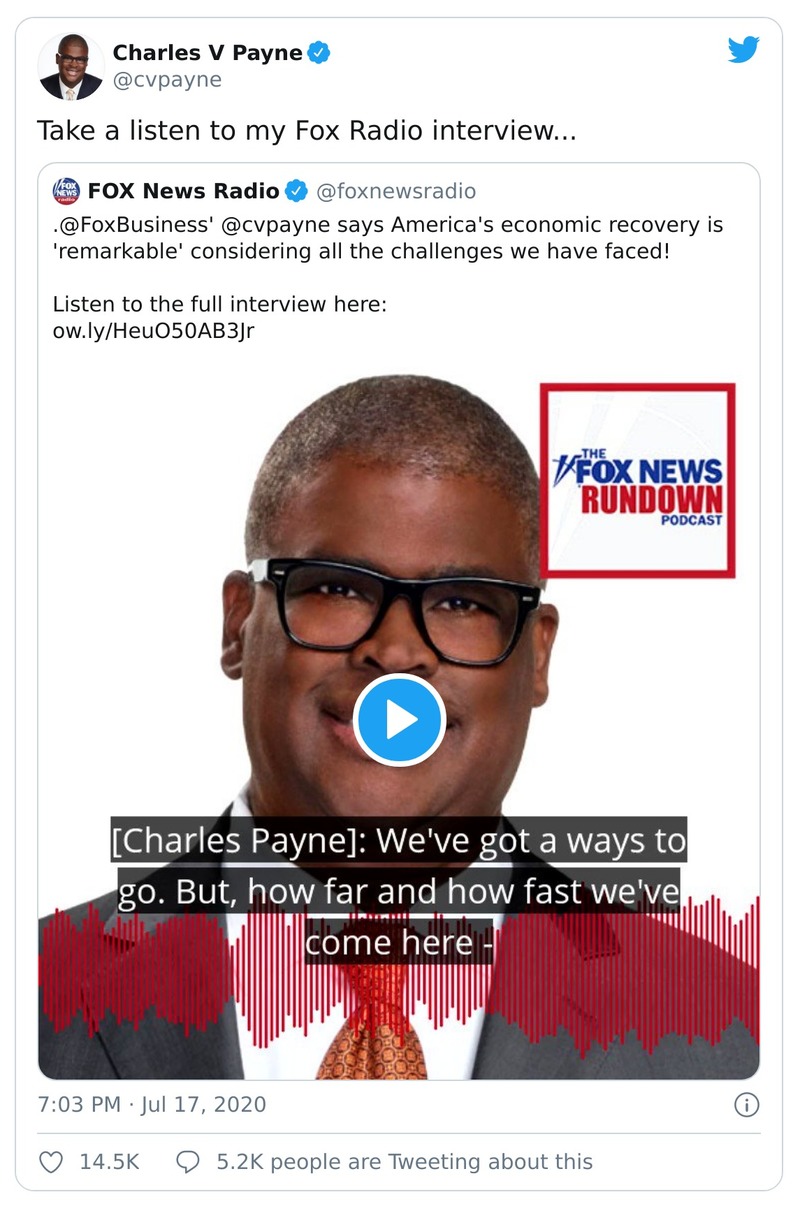 Charles V Payne
@cvpayne
Take a listen to my Fox Radio interview...
FOX NEWS radio
FOX News Radio @foxnewsradio
.@FoxBusiness' @cvpayne says America's economic recovery is
'remarkable' considering all the challenges we have faced!
Listen to the full interview here:
ow.ly/HeuO50AB3Jr
THE
FOX NEWS
RUNDOWN
PODCAST
[Charles Payne]: We've got a ways to
go. But, how far and how fast we've
come here -
7:03 PM · Jul 17, 2020
14.5K 5.2K people are Tweeting about this